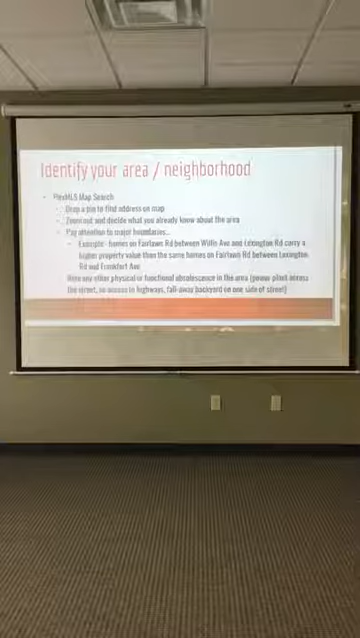 Identify your area / neighborhood
FlexMLS Map Search
Drop a pin to find address on map
Zoom out and decide what you already know about the area
Pay attention to major boundaries...
Example - homes on Fairlawn Rd between Willis Ave and Lexington Rd carry a
higher property value than the same homes on Fairlawn Rd between Lexington
Rd and Frankfort Ave
Note any other physical or functional obsolescence in the area (power plant across
the street, no access to highways, fall-away backyard on one side of street)